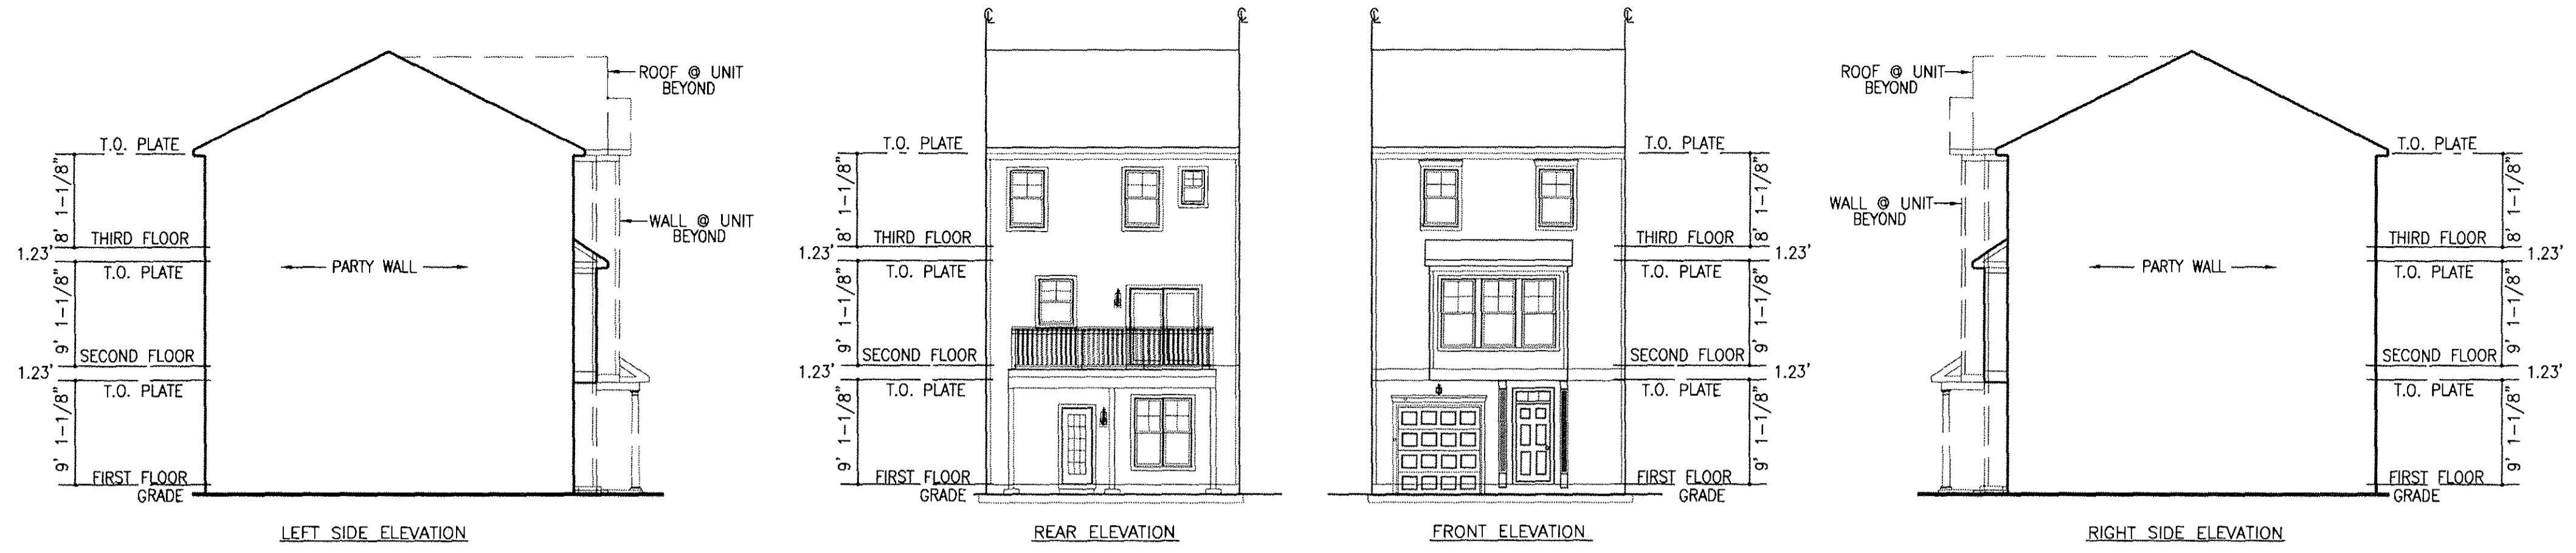 ROOF @ UNIT
BEYOND
T.O. PLATE
8' 1-1/8"
WALL @ UNIT
BEYOND
THIRD FLOOR
1.23'
T.O. PLATE
PARTY WALL
9' 1-1/8"
SECOND FLOOR
1.23'
T.O. PLATE
9' 1-1/8"
FIRST FLOOR
GRADE
LEFT SIDE ELEVATION
℄
℄
T.O. PLATE
8' 1-1/8"
THIRD FLOOR
1.23'
T.O. PLATE
9' 1-1/8"
SECOND FLOOR
1.23'
T.O. PLATE
9' 1-1/8"
FIRST FLOOR
GRADE
REAR ELEVATION
℄
℄
T.O. PLATE
8' 1-1/8"
THIRD FLOOR
1.23'
T.O. PLATE
9' 1-1/8"
SECOND FLOOR
1.23'
T.O. PLATE
9' 1-1/8"
FIRST FLOOR
GRADE
FRONT ELEVATION
ROOF @ UNIT
BEYOND
T.O. PLATE
8' 1-1/8"
WALL @ UNIT
BEYOND
THIRD FLOOR
1.23'
PARTY WALL
T.O. PLATE
9' 1-1/8"
SECOND FLOOR
1.23'
T.O. PLATE
9' 1-1/8"
FIRST FLOOR
GRADE
RIGHT SIDE ELEVATION